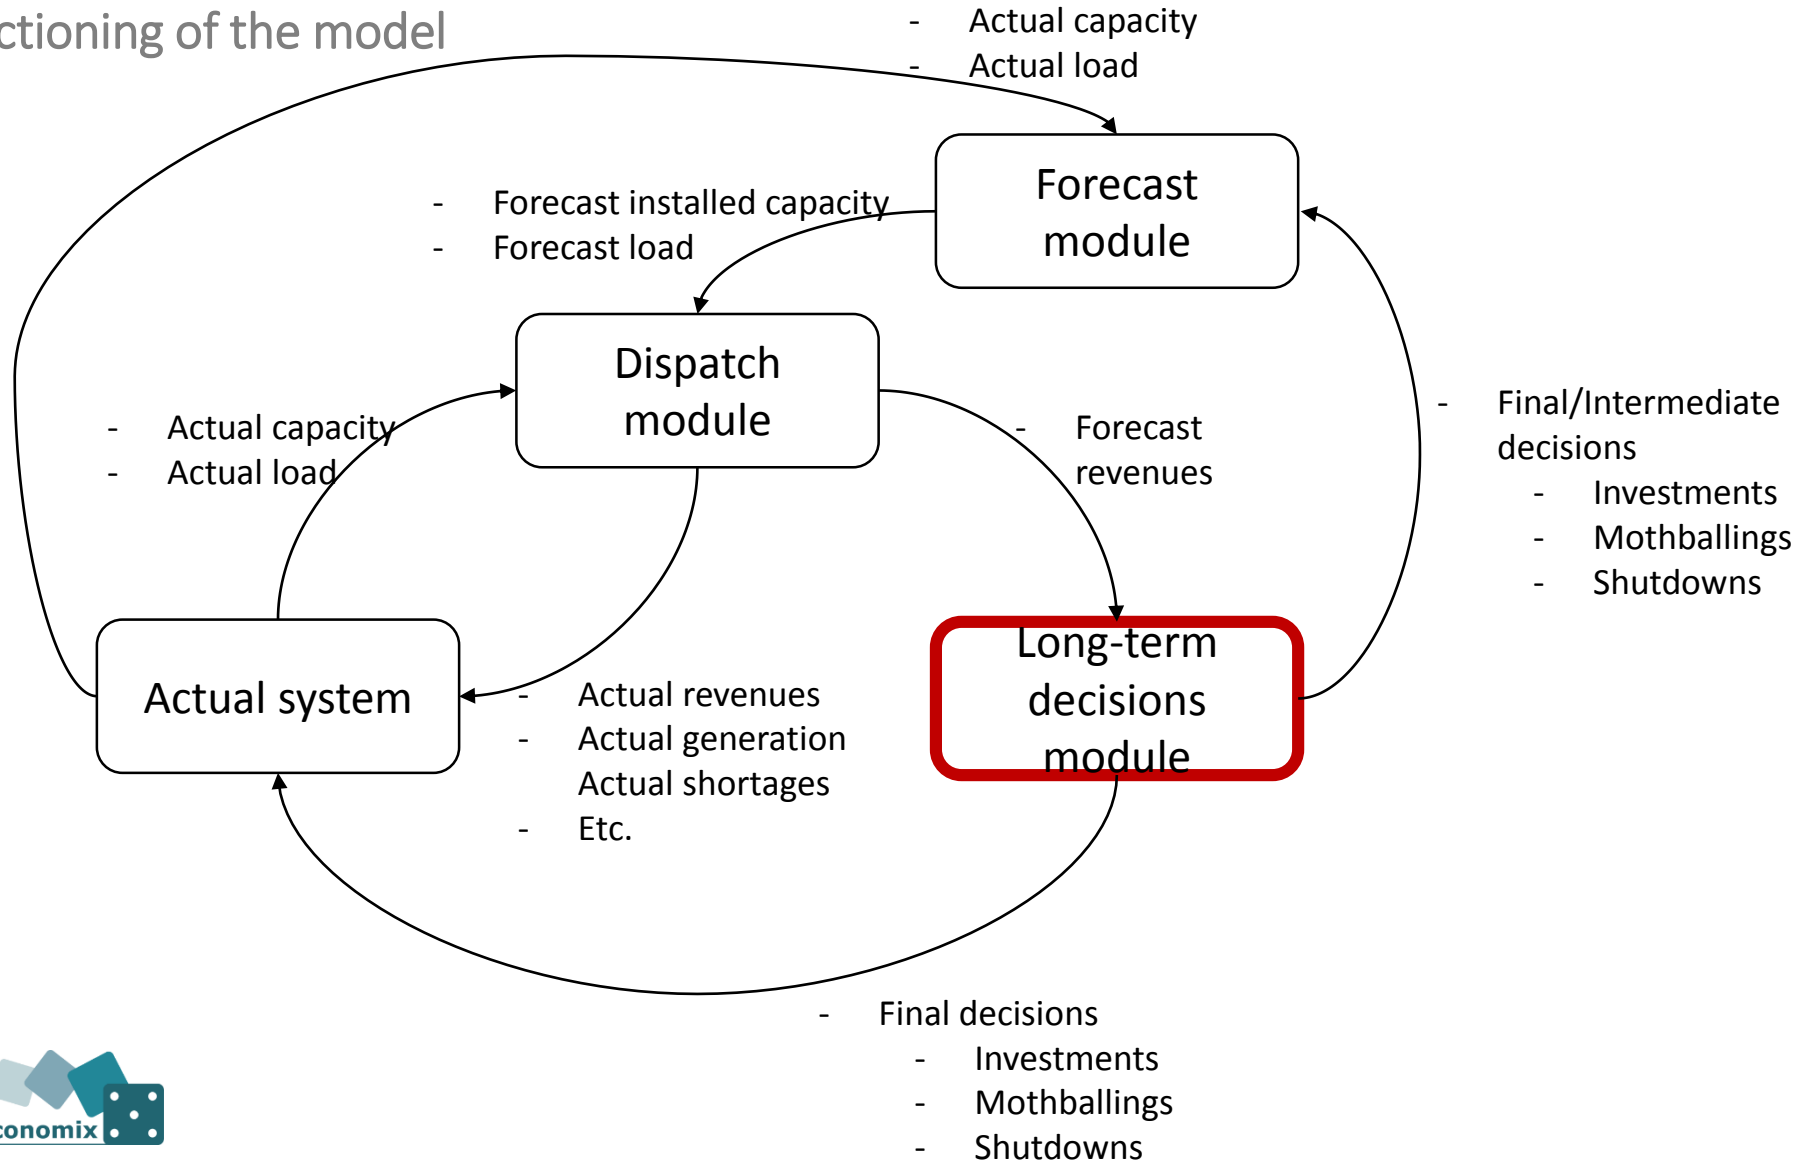 ctioning of the model
- Actual capacity
- Actual load
Forecast
module
- Forecast installed capacity
- Forecast load
Dispatch
module
- Actual capacity
- Actual load
- Forecast
revenues
- Final/Intermediate
decisions
- Investments
- Mothballings
- Shutdowns
Actual system
- Actual revenues
- Actual generation
Actual shortages
- Etc.
Long-term
decisions
module
- Final decisions
- Investments
- Mothballings
- Shutdowns
conomix